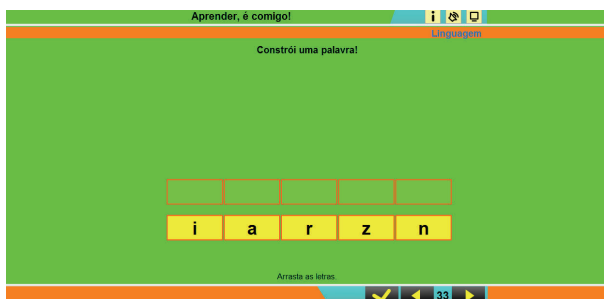 Aprender, é comigo!
i
Linguagem
Constrói uma palavra!
i a r z n
Arrasta as letras.
33